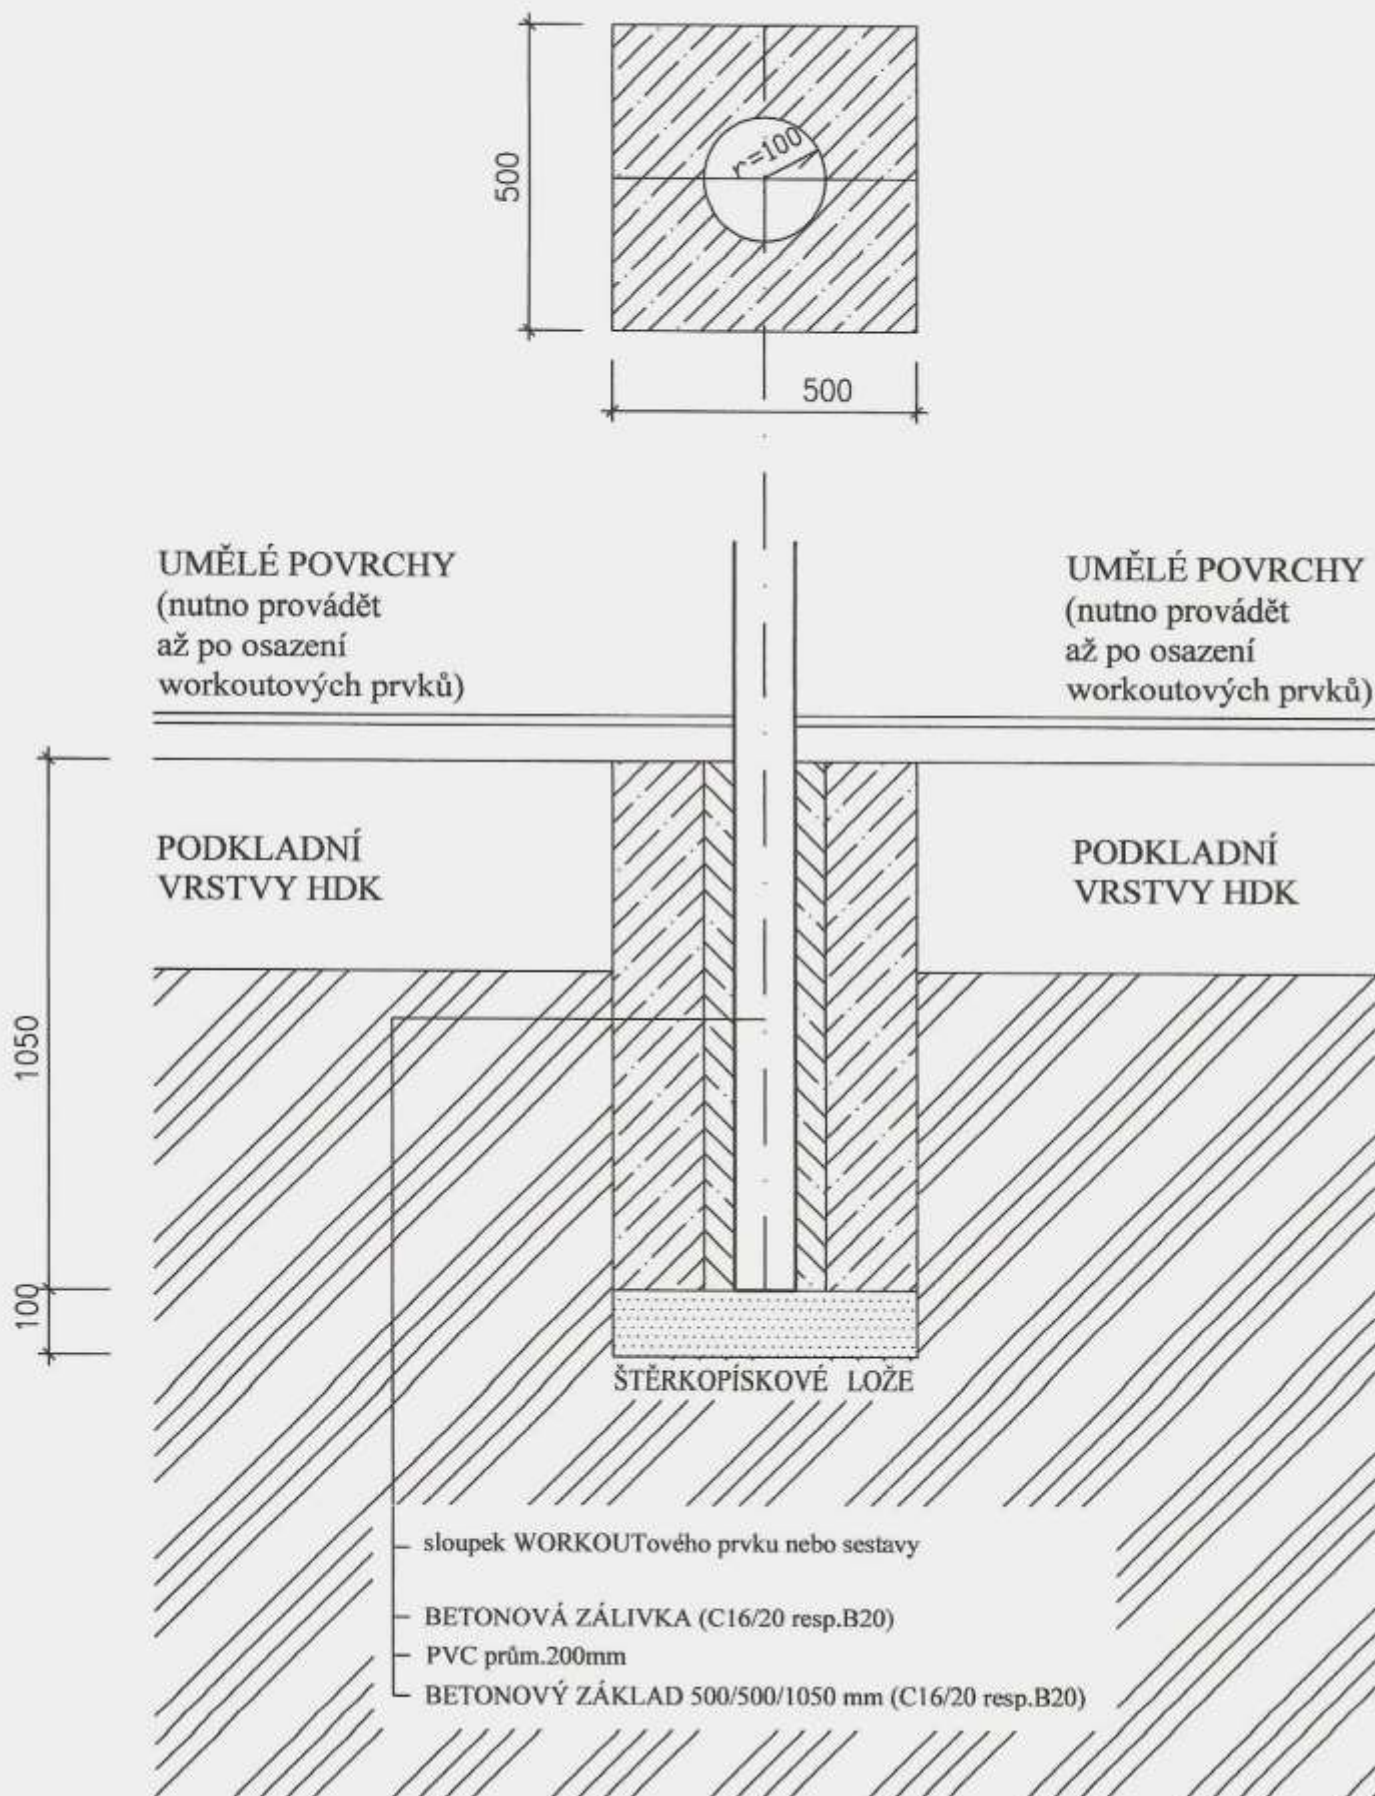 500
r=100
500
UMĚLÉ POVRCHY
(nutno provádět
až po osazení
workoutových prvků)
UMĚLÉ POVRCHY
(nutno provádět
až po osazení
workoutových prvků)
PODKLADNÍ
VRSTVY HDK
PODKLADNÍ
VRSTVY HDK
1050
100
ŠTĚRKOPÍSKOVÉ LOŽE
sloupek WORKOUTového prvku nebo sestavy
BETONOVÁ ZÁLIVKA (C16/20 resp.B20)
PVC prům.200mm
BETONOVÝ ZÁKLAD 500/500/1050 mm (C16/20 resp.B20)